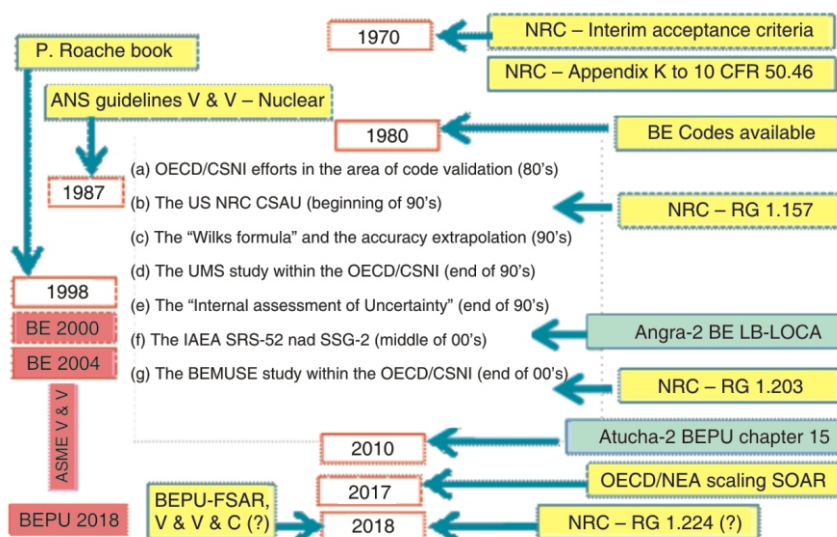 P. Roache book
1970
NRC – Interim acceptance criteria
NRC – Appendix K to 10 CFR 50.46
ANS guidelines V & V – Nuclear
1980
BE Codes available
1987
(a) OECD/CSNI efforts in the area of code validation (80's)
(b) The US NRC CSAU (beginning of 90's)
NRC – RG 1.157
(c) The “Wilks formula” and the accuracy extrapolation (90's)
(d) The UMS study within the OECD/CSNI (end of 90's)
1998
(e) The “Internal assessment of Uncertainty” (end of 90's)
BE 2000
(f) The IAEA SRS-52 nad SSG-2 (middle of 00's)
Angra-2 BE LB-LOCA
BE 2004
(g) The BEMUSE study within the OECD/CSNI (end of 00's)
NRC – RG 1.203
ASME V & V
2010
Atucha-2 BEPU chapter 15
2017
OECD/NEA scaling SOAR
BEPU 2018
BEPU-FSAR,
V & V & C (?)
2018
NRC – RG 1.224 (?)